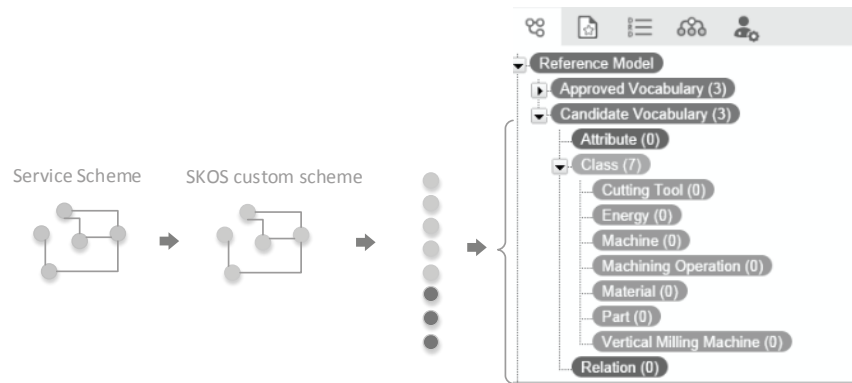 Service Scheme
SKOS custom scheme
Reference Model
Approved Vocabulary (3)
Candidate Vocabulary (3)
Attribute (0)
Class (7)
Cutting Tool (0)
Energy (0)
Machine (0)
Machining Operation (0)
Material (0)
Part (0)
Vertical Milling Machine (0)
Relation (0)